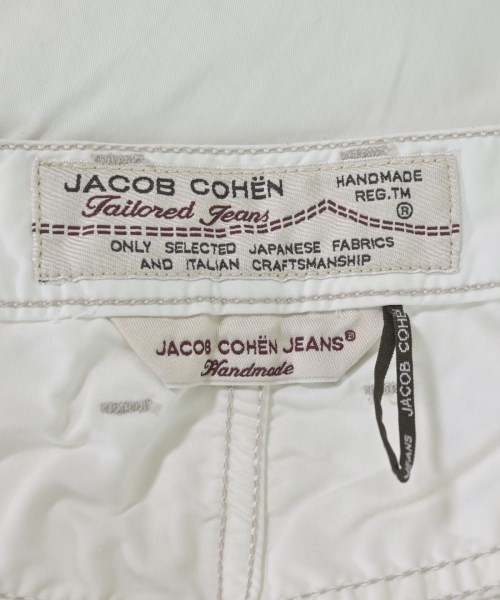 JACOB COHËN
Tailored Jeans
HANDMADE
REG.TM
®
ONLY SELECTED JAPANESE FABRICS
AND ITALIAN CRAFTSMANSHIP
JACOB COHËN JEANS®
Handmade
JEANS JACOB COHËN